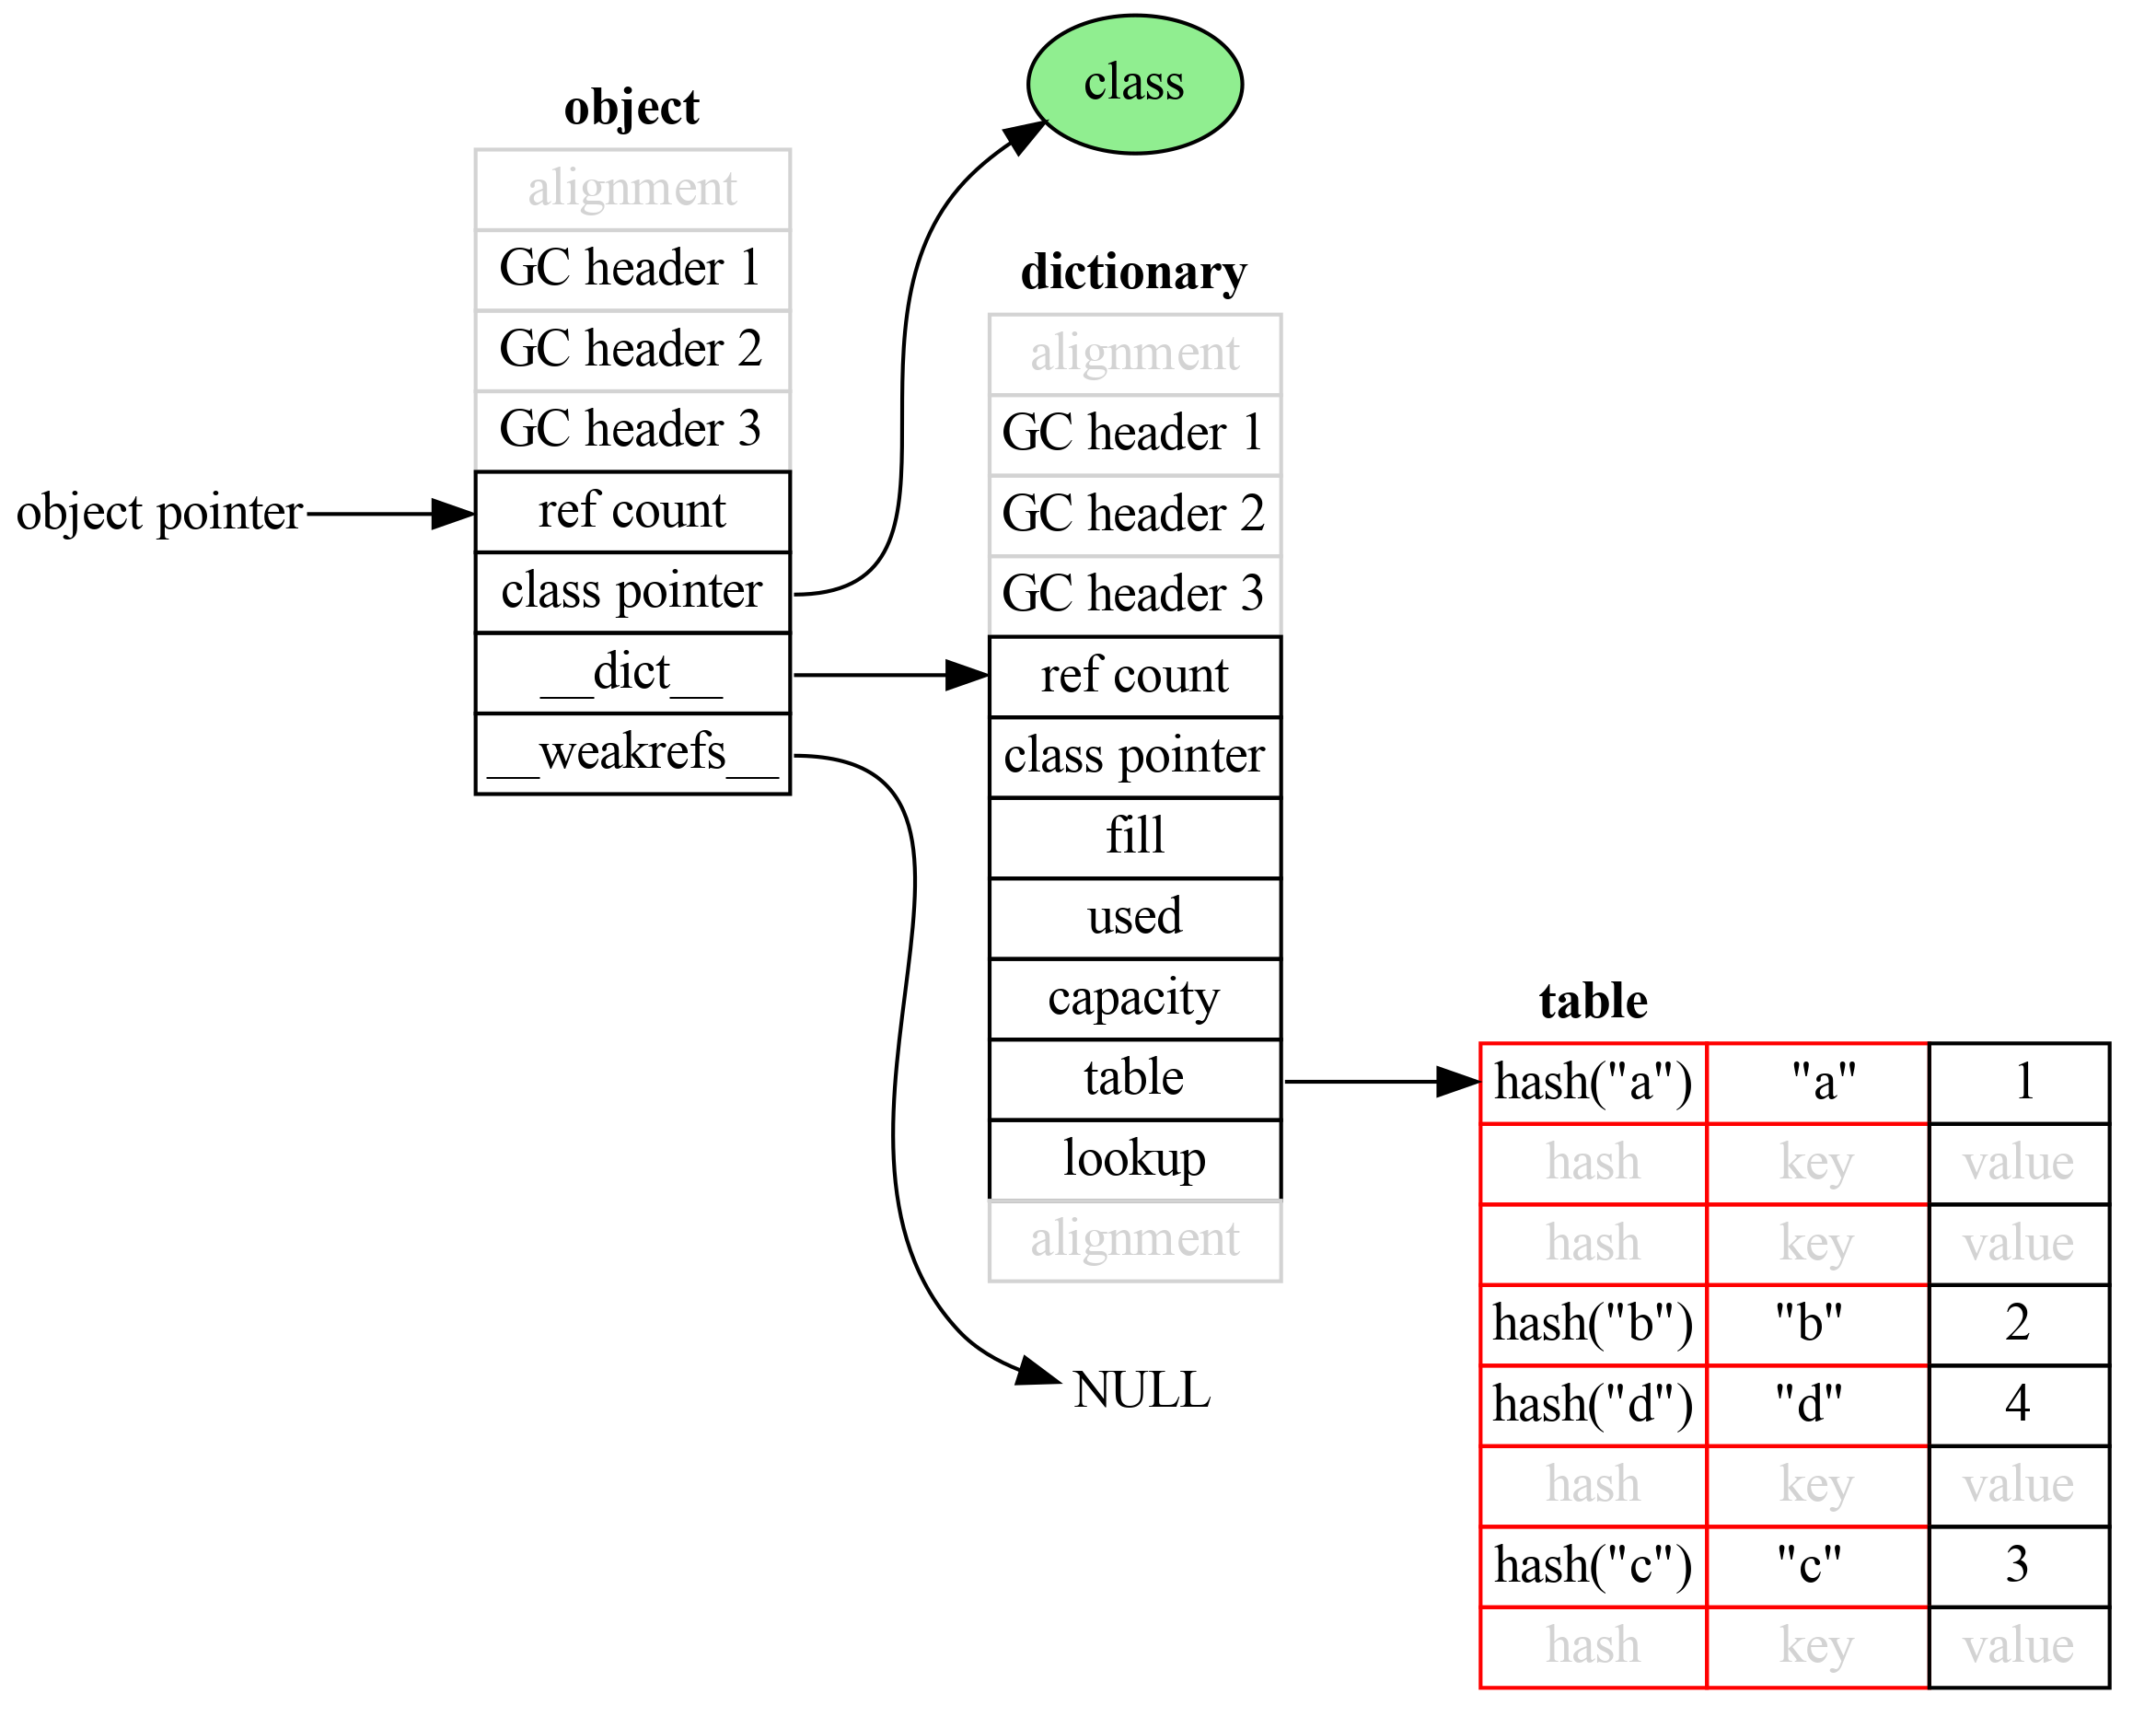 class
object
alignment
GC header 1
GC header 2
GC header 3
object pointer
ref count
class pointer
__dict__
__weakrefs__
dictionary
alignment
GC header 1
GC header 2
GC header 3
ref count
class pointer
fill
used
capacity
table
lookup
alignment
NULL
table
hash("a") "a" 1
hash key value
hash key value
hash("b") "b" 2
hash("d") "d" 4
hash key value
hash("c") "c" 3
hash key value